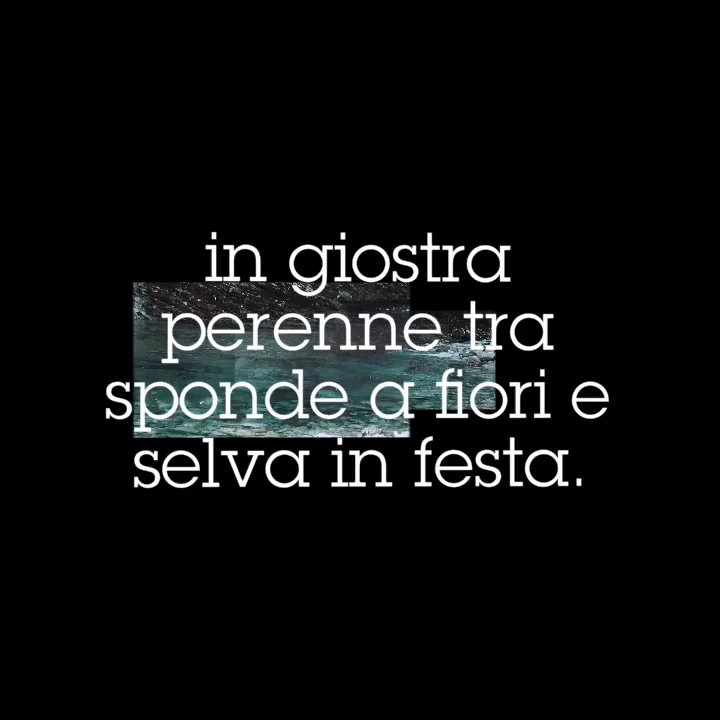 in giostra
perenne tra
sponde a fiori e
selva in festa.